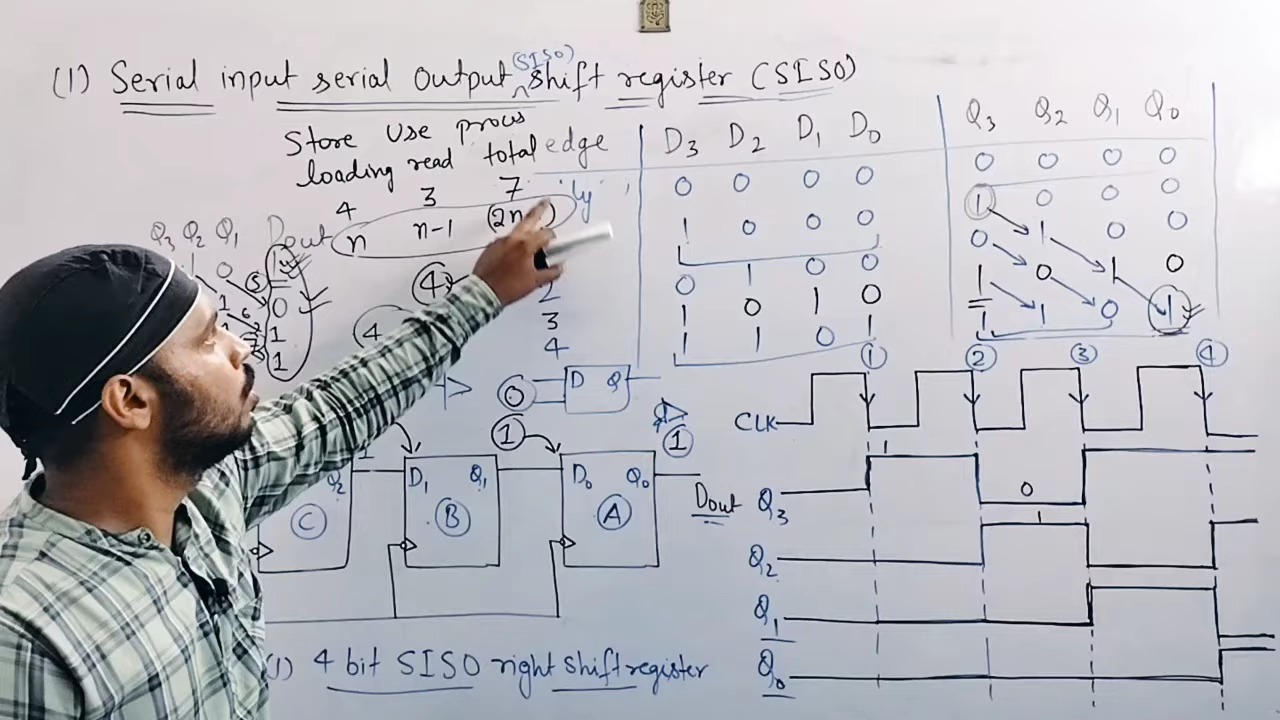 (1) Serial input serial output (SISO) shift register (SISO)
Store Use proces
loading read total edge
4 3 7
n n-1
Q3 Q2 Q1 Dout
1
0
1
1
4
4
2
3
4
D3 D2 D1 D0
0 0 0 0
1 0 0 0
0 1 0 0
1 0 1 0
1 1 0 1
Q3 Q2 Q1 Q0
0 0 0 0
1 0 0 0
0 1 0 0
1 0 1 0
1 1 0 1
1 2 3 4
CLK
Q3 1 0
Q2 1
Q1
Q0
0 D Q
1 1
Q2 D1 Q1 D0 Q0
C B A
Dout
4 bit SISO right shift register